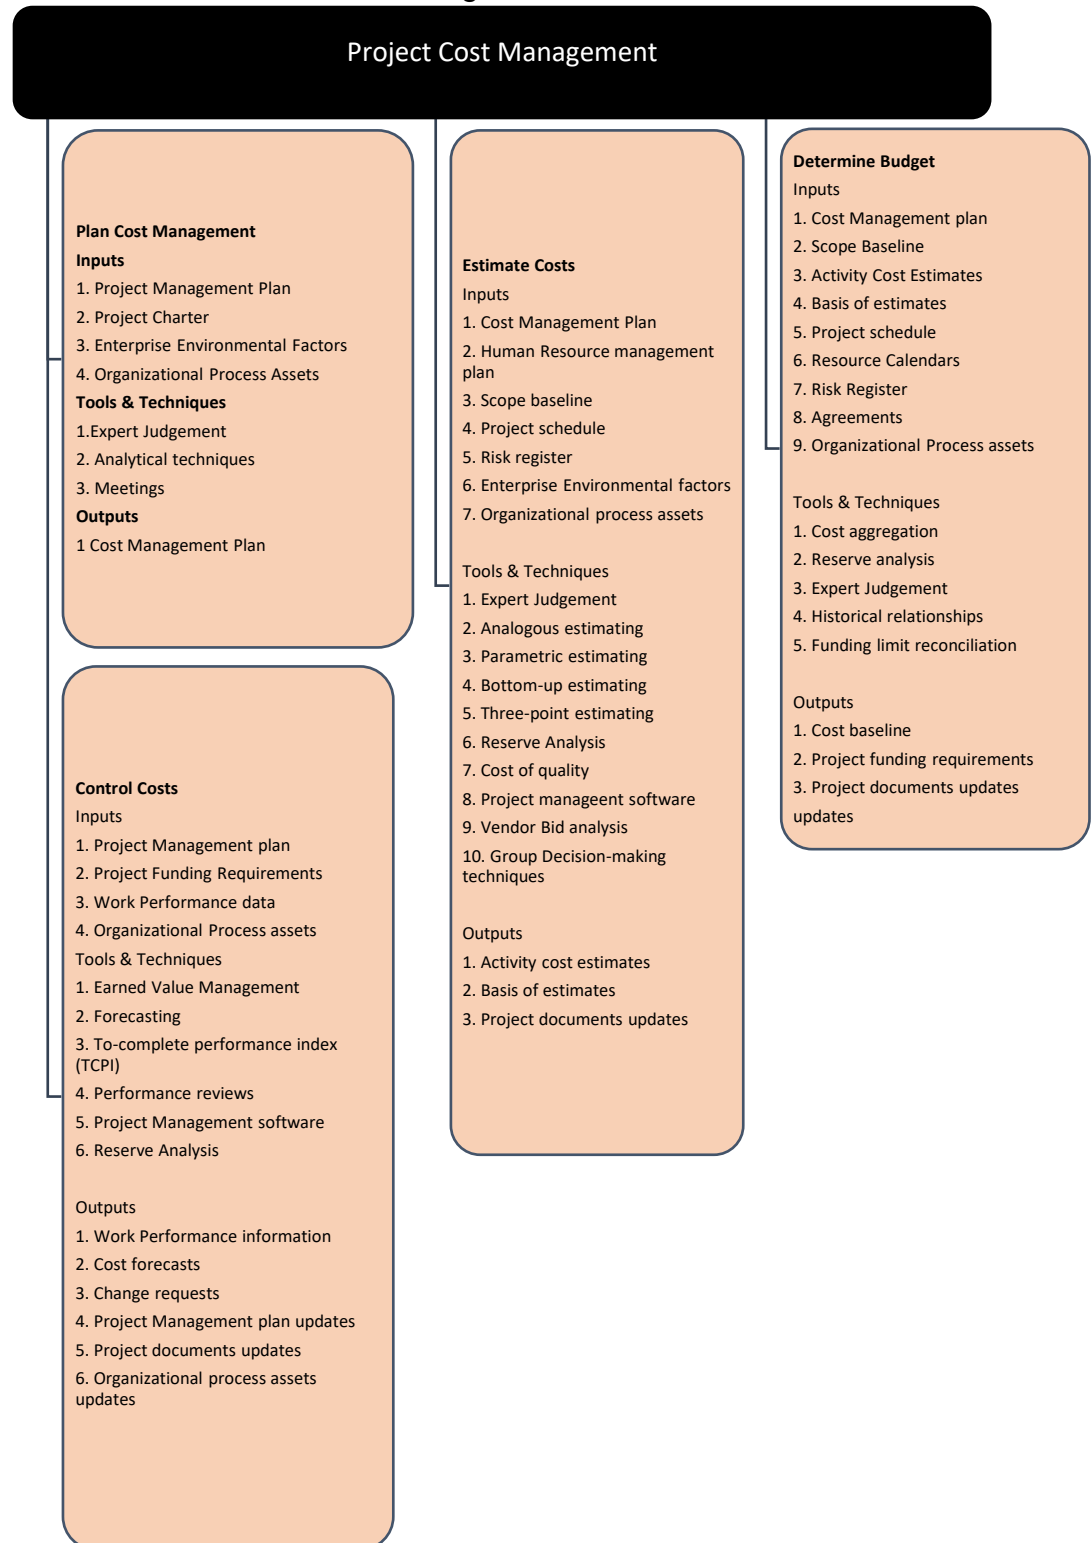 Project Cost Management
Plan Cost Management
Inputs
1. Project Management Plan
2. Project Charter
3. Enterprise Environmental Factors
4. Organizational Process Assets
Tools & Techniques
1.Expert Judgement
2. Analytical techniques
3. Meetings
Outputs
1 Cost Management Plan
Control Costs
Inputs
1. Project Management plan
2. Project Funding Requirements
3. Work Performance data
4. Organizational Process assets
Tools & Techniques
1. Earned Value Management
2. Forecasting
3. To-complete performance index
(TCPI)
4. Performance reviews
5. Project Management software
6. Reserve Analysis
Outputs
1. Work Performance information
2. Cost forecasts
3. Change requests
4. Project Management plan updates
5. Project documents updates
6. Organizational process assets
updates
Estimate Costs
Inputs
1. Cost Management Plan
2. Human Resource management
plan
3. Scope baseline
4. Project schedule
5. Risk register
6. Enterprise Environmental factors
7. Organizational process assets
Tools & Techniques
1. Expert Judgement
2. Analogous estimating
3. Parametric estimating
4. Bottom-up estimating
5. Three-point estimating
6. Reserve Analysis
7. Cost of quality
8. Project manageent software
9. Vendor Bid analysis
10. Group Decision-making
techniques
Outputs
1. Activity cost estimates
2. Basis of estimates
3. Project documents updates
Determine Budget
Inputs
1. Cost Management plan
2. Scope Baseline
3. Activity Cost Estimates
4. Basis of estimates
5. Project schedule
6. Resource Calendars
7. Risk Register
8. Agreements
9. Organizational Process assets
Tools & Techniques
1. Cost aggregation
2. Reserve analysis
3. Expert Judgement
4. Historical relationships
5. Funding limit reconciliation
Outputs
1. Cost baseline
2. Project funding requirements
3. Project documents updates
updates